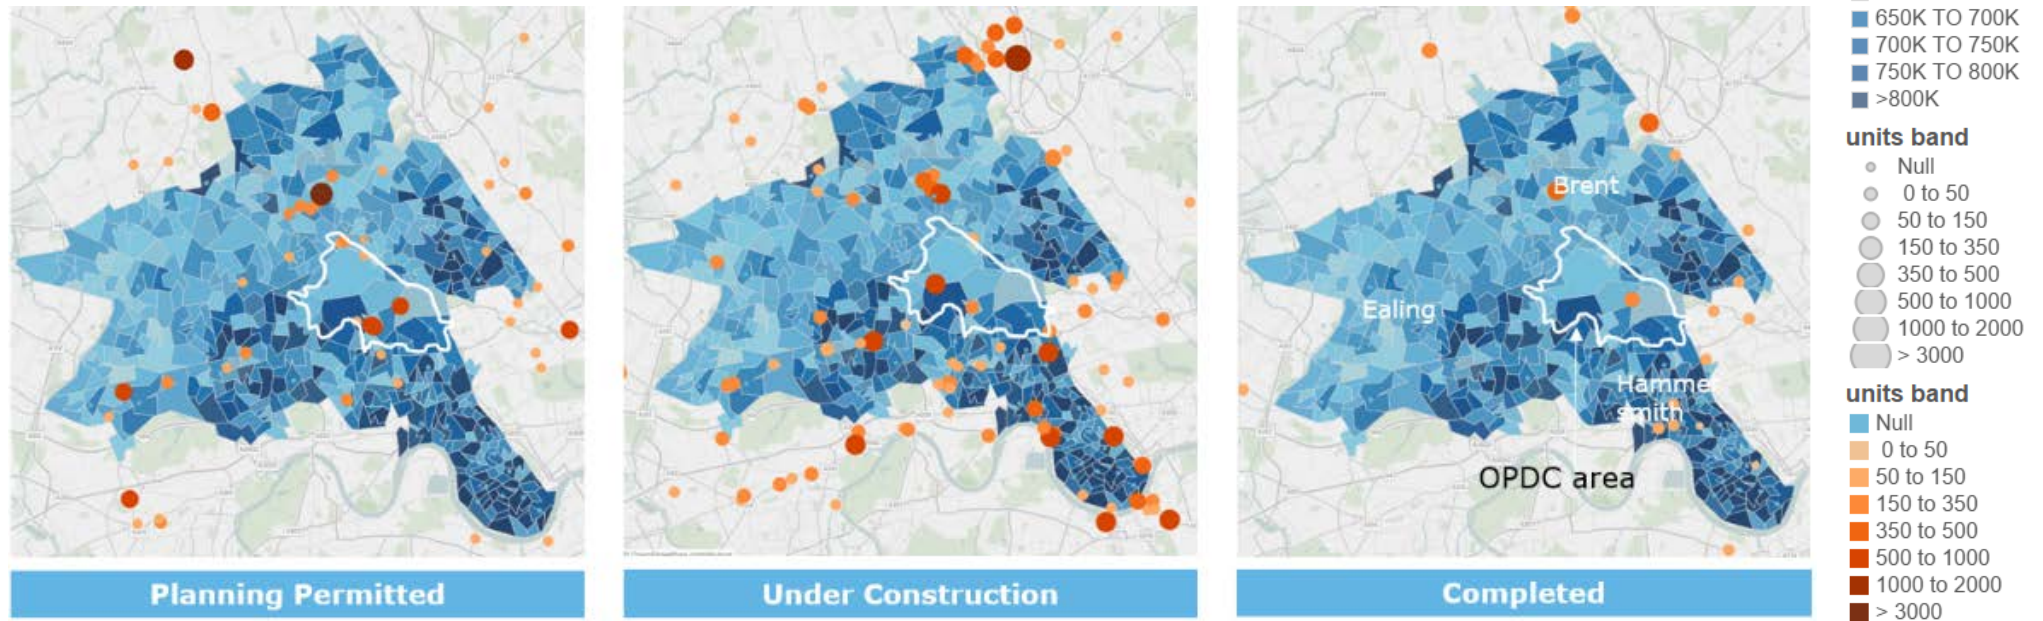 650K TO 700K
700K TO 750K
750K TO 800K
>800K
units band
Null
0 to 50
50 to 150
150 to 350
350 to 500
500 to 1000
1000 to 2000
> 3000
units band
Null
0 to 50
50 to 150
150 to 350
350 to 500
500 to 1000
1000 to 2000
> 3000
Brent
Ealing
Hammer
smith
OPDC area
Planning Permitted
Under Construction
Completed